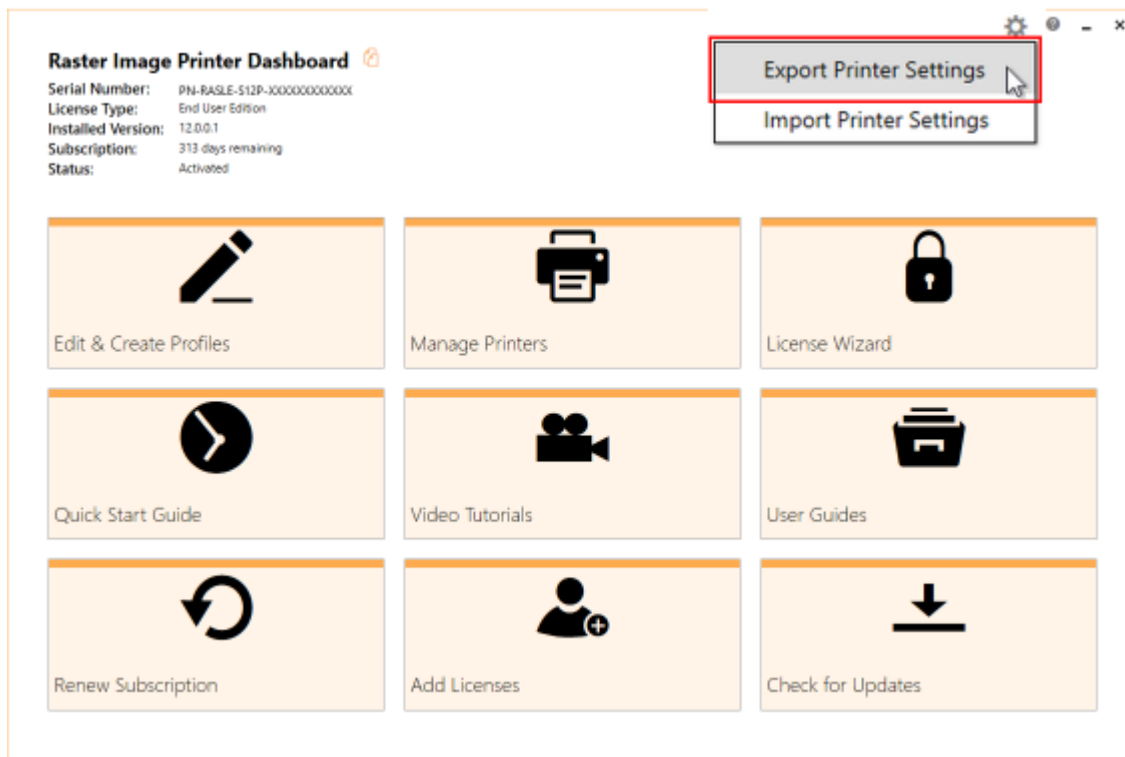 Raster Image Printer Dashboard
Serial Number: PN-RASLE-S12P-XXXXXXXXXXXX
License Type: End User Edition
Installed Version: 12.0.0.1
Subscription: 313 days remaining
Status: Activated
Export Printer Settings
Import Printer Settings
Edit & Create Profiles
Manage Printers
License Wizard
Quick Start Guide
Video Tutorials
User Guides
Renew Subscription
Add Licenses
Check for Updates